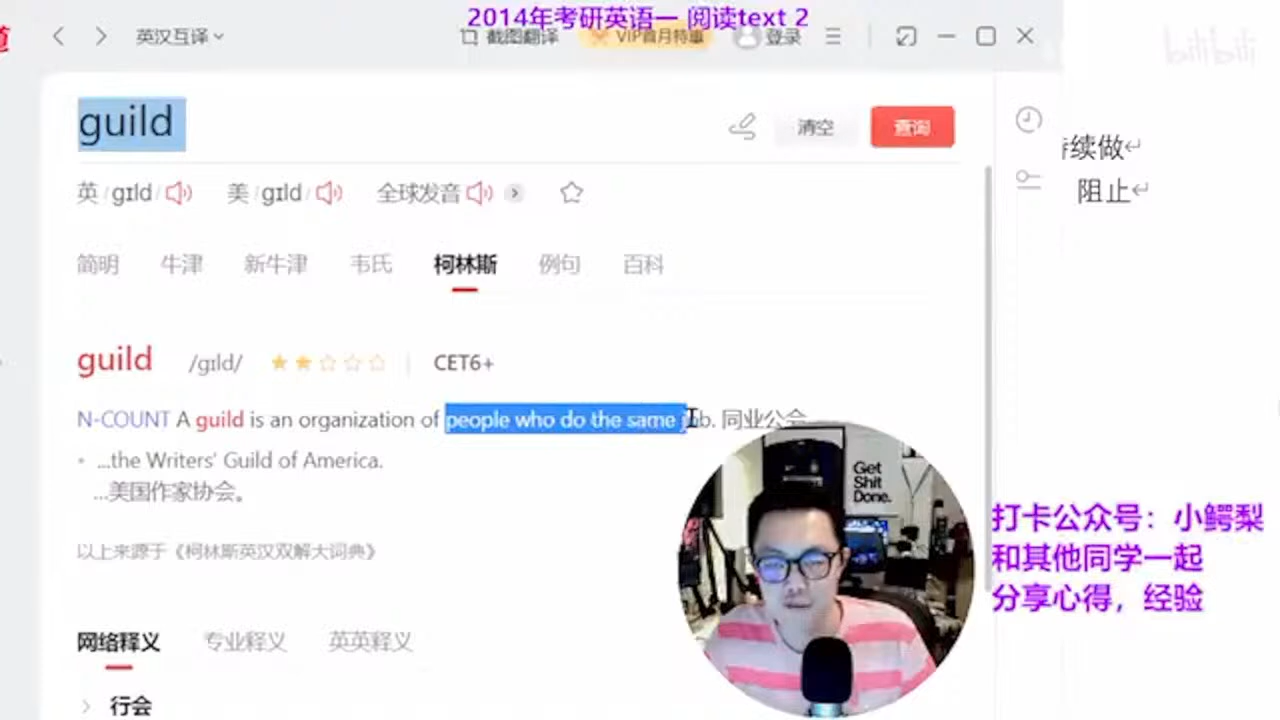 2014年考研英语一 阅读text 2
英汉互译
截图翻译
VIP首月特惠
登录
bilibili
guild
清空
查询
英 / gɪld /
美 / gɪld /
全球发音
简明
牛津
新牛津
韦氏
柯林斯
例句
百科
guild /gɪld/ CET6+
N-COUNT A guild is an organization of people who do the same job. 同业公会
...the Writers' Guild of America.
...美国作家协会。
以上来源于《柯林斯英汉双解大词典》
网络释义
专业释义
英英释义
行会
续做
阻止
Get
Shit
Done.
打卡公众号：小鳄梨
和其他同学一起
分享心得，经验